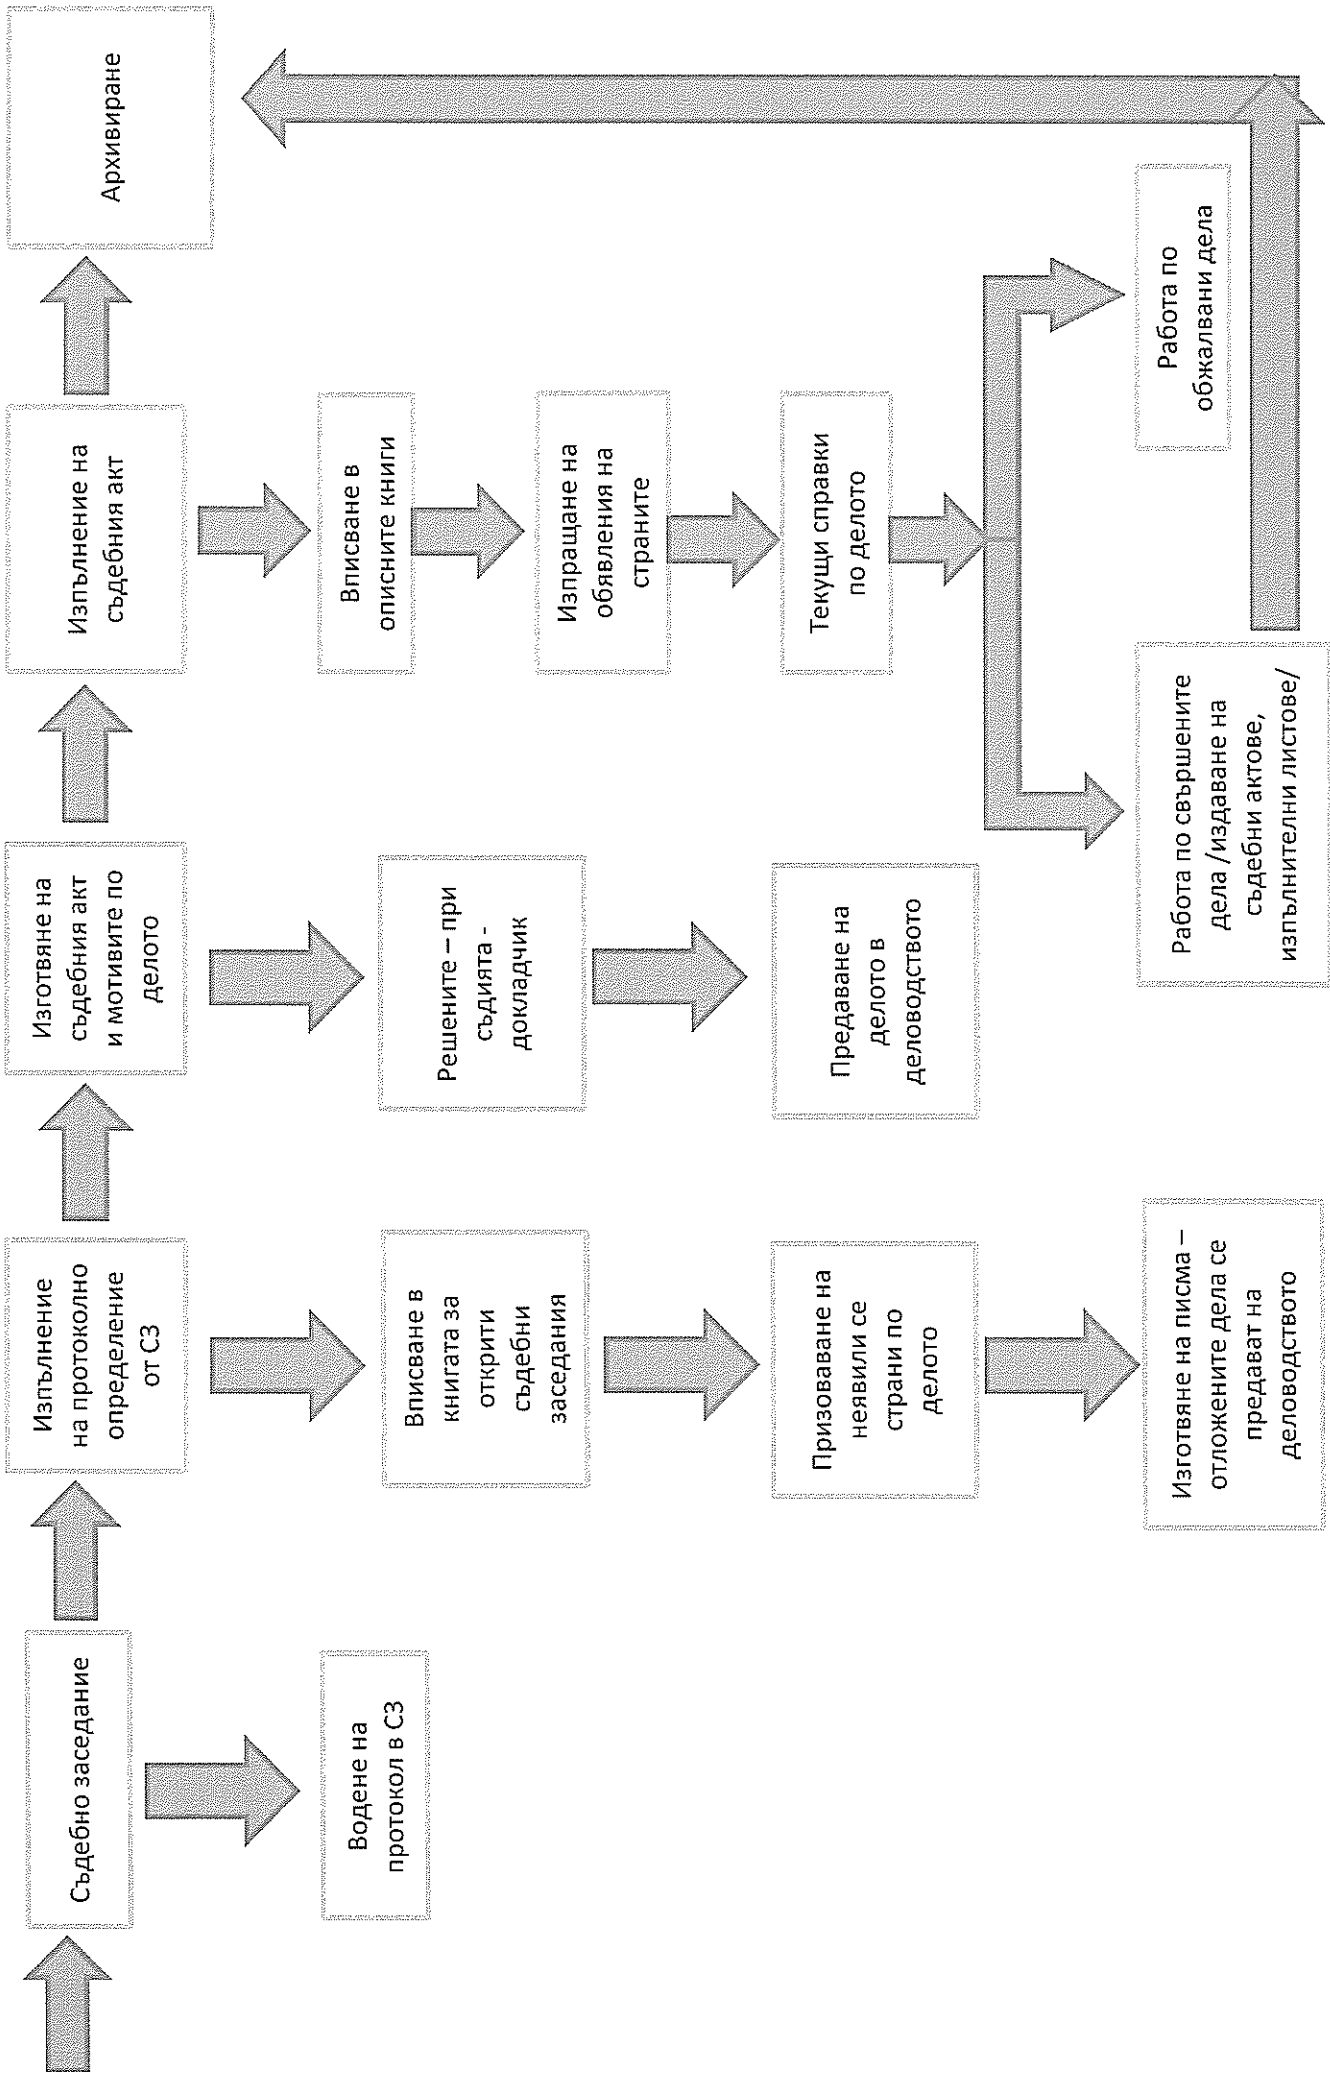 Съдебно заседание
Водене на
протокол в СЗ
Изпълнение
на протоколно
определение
от СЗ
Вписване в
книгата за
открити
съдебни
заседания
Призоваване на
неявили се
страни по
делото
Изготвяне на писма –
отложените дела се
предават на
деловодството
Изготвяне на
съдебния акт
и мотивите по
делото
Решените – при
съдията -
докладчик
Предаване на
делото в
деловодството
Изпълнение на
съдебния акт
Вписване в
описните книги
Изпращане на
обявления на
страните
Текущи справки
по делото
Работа по свършените
дела /издаване на
съдебни актове,
изпълнителни листове/
Работа по
обжалвани дела
Архивиране